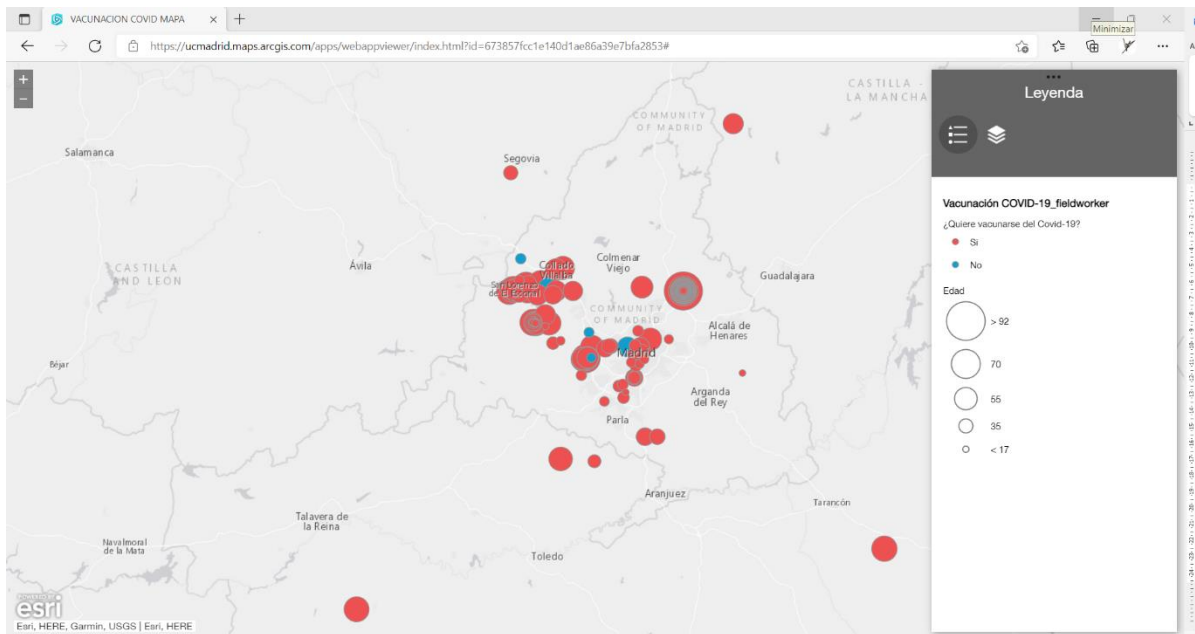 VACUNACION COVID MAPA
https://ucmadrid.maps.arcgis.com/apps/webappviewer/index.html?id=673857fcc1e140d1ae86a39e7bfa2853#
Minimizar
CASTILLA -
LA MANCHA
COMMUNITY
OF MADRID
Salamanca
Segovia
CASTILLA
AND LEON
Ávila
Collado
Villalba
Colmenar
Viejo
San Lorenzo
de El Escorial
Guadalajara
COMMUNITY
OF MADRID
Alcalá de
Henares
Madrid
Béjar
Arganda
del Rey
Parla
Aranjuez
Tarancón
Talavera de
la Reina
Navalmoral
de la Mata
Toledo
POWERED BY
esri
Esri, HERE, Garmin, USGS | Esri, HERE
Leyenda
Vacunación COVID-19_fieldworker
¿Quiere vacunarse del Covid-19?
Si
No
Edad
> 92
70
55
35
< 17